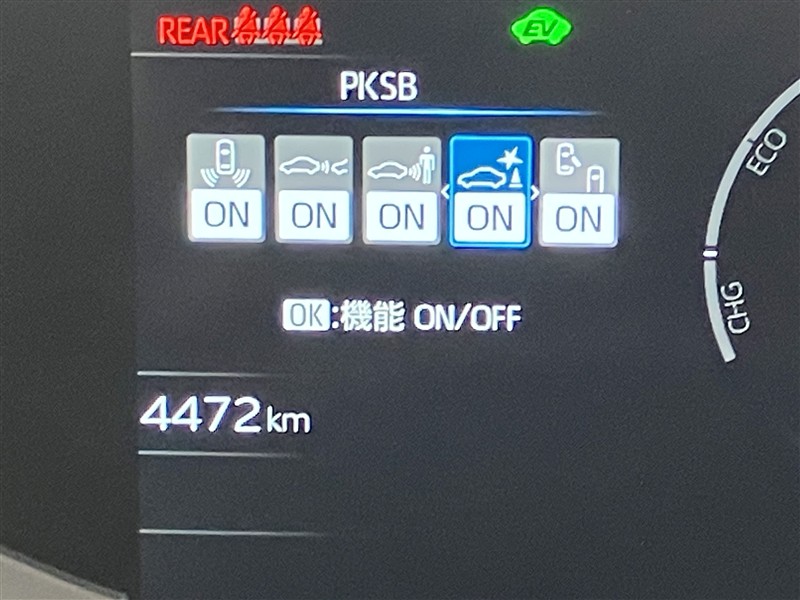 REAR
EV
PKSB
ON ON ON ON ON
OK:機能 ON/OFF
ECO
CHG
4472km